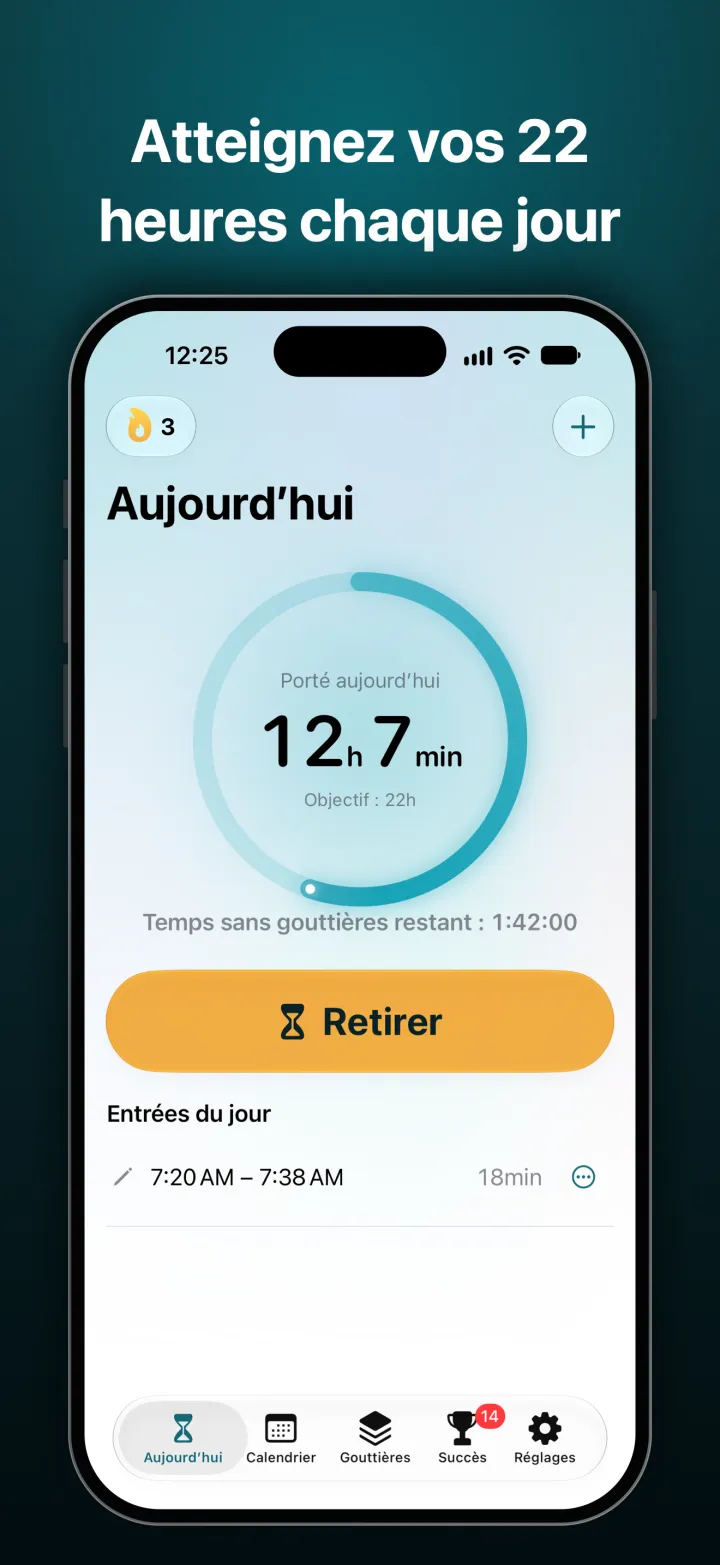 Atteignez vos 22
heures chaque jour
12:25
3
Aujourd’hui
Porté aujourd’hui
12h 7min
Objectif : 22h
Temps sans gouttières restant : 1:42:00
Retirer
Entrées du jour
7:20 AM – 7:38 AM 18min
14
Aujourd’hui Calendrier Gouttières Succès Réglages